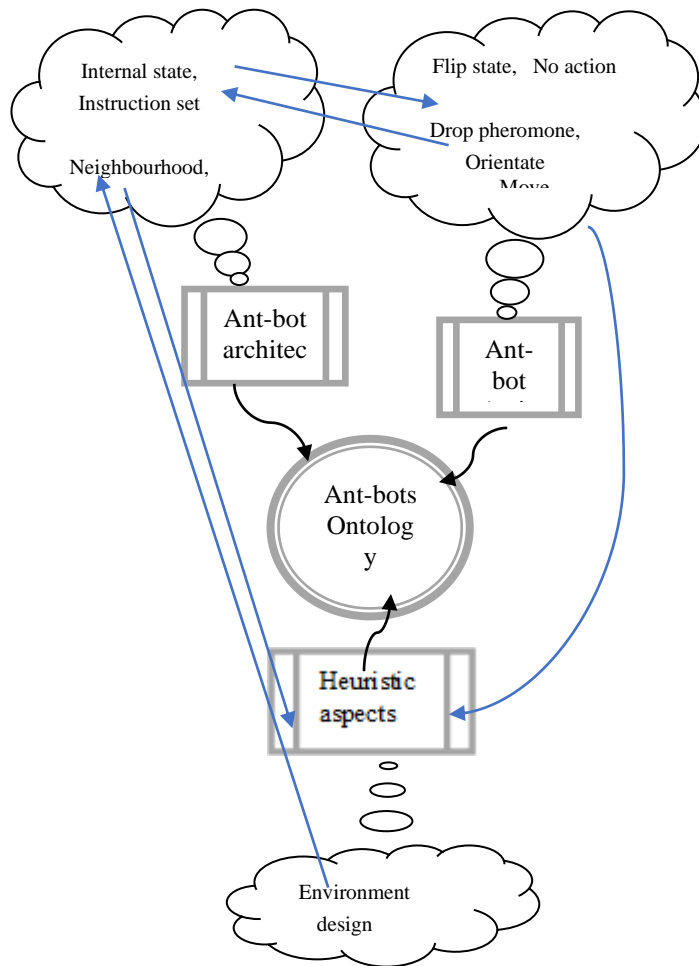 Internal state,
Instruction set
Neighbourhood,
Flip state, No action
Drop pheromone,
Orientate
Move
Ant-bot
architec
Ant-
bot
Ant-bots
Ontolog
y
Heuristic
aspects
Environment
design